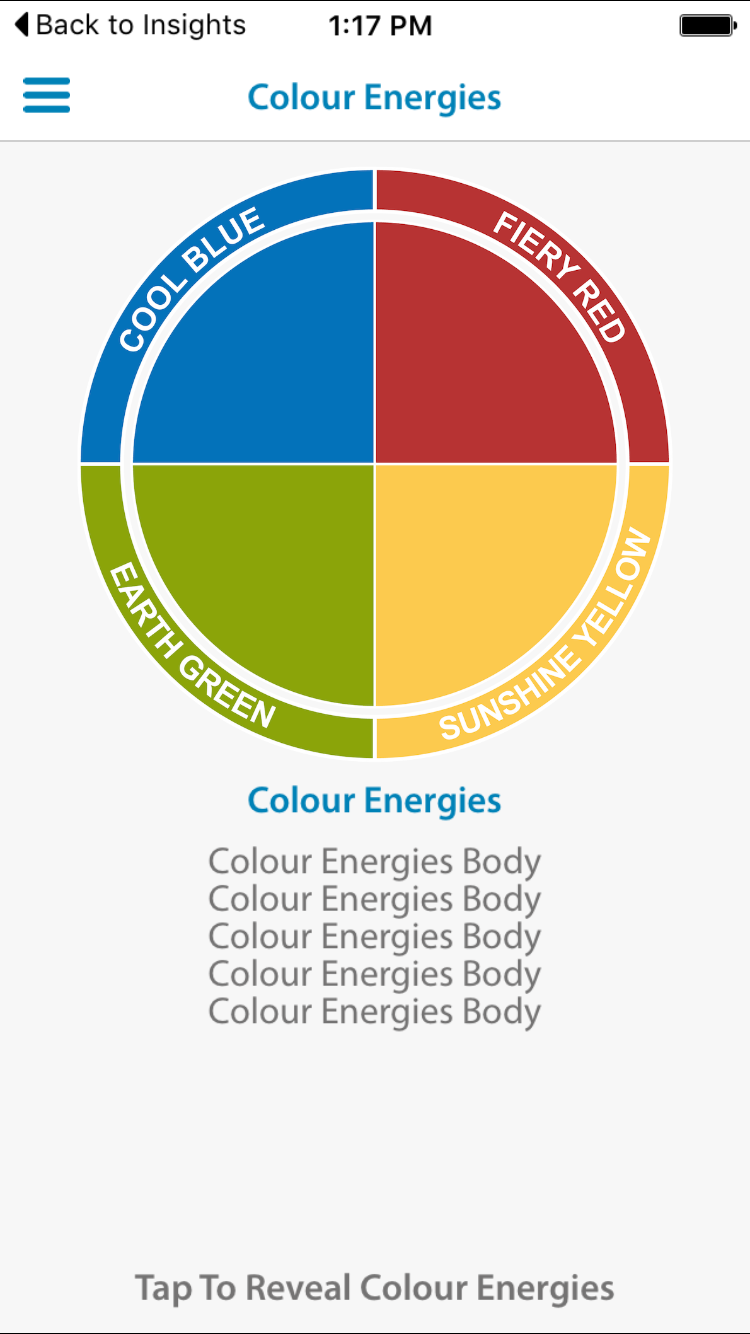 Back to Insights 1:17 PM
Colour Energies
COOL BLUE
FIERY RED
EARTH GREEN
SUNSHINE YELLOW
Colour Energies
Colour Energies Body
Colour Energies Body
Colour Energies Body
Colour Energies Body
Colour Energies Body
Tap To Reveal Colour Energies